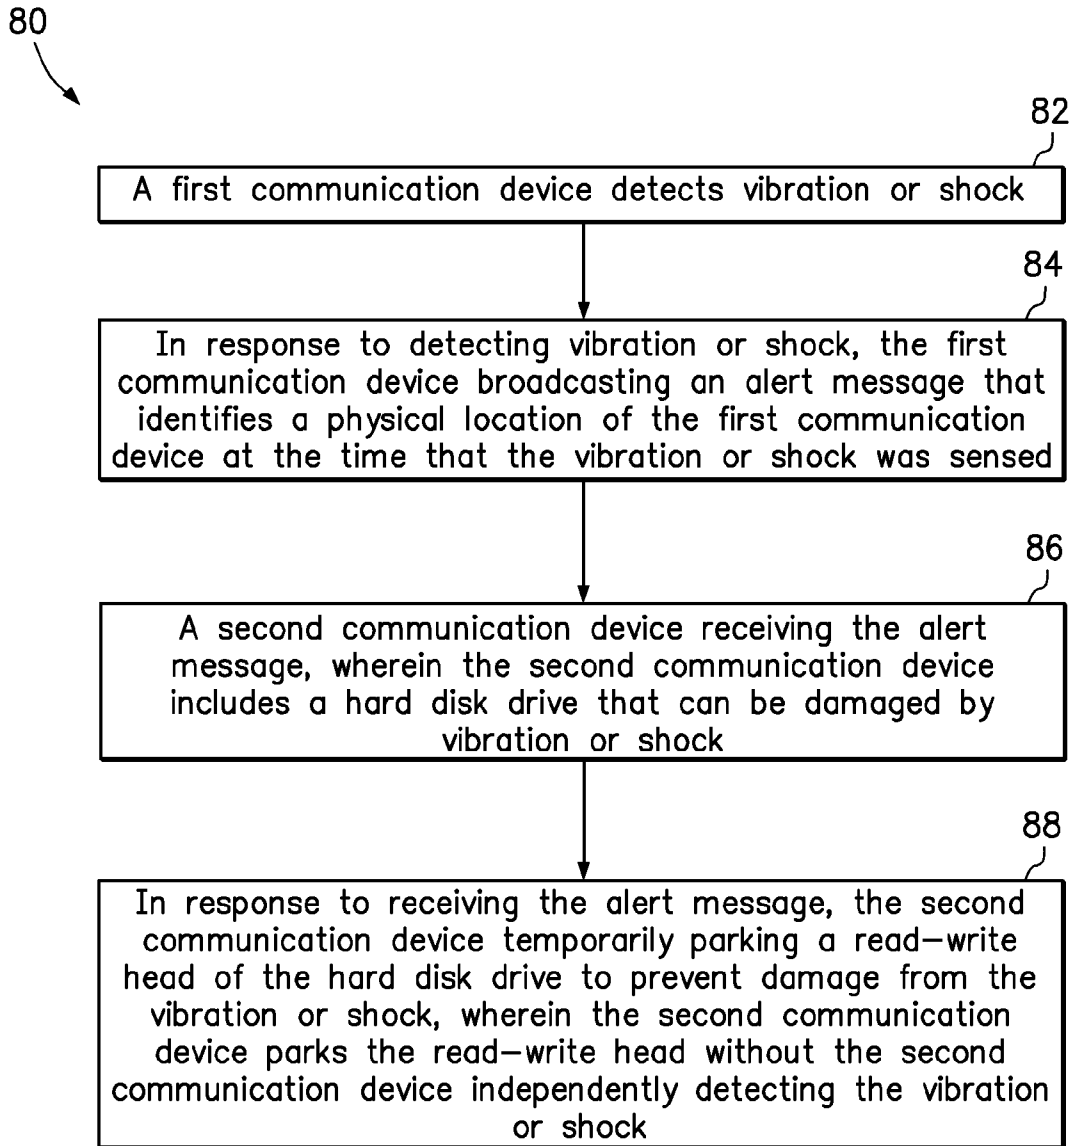 80
82
A first communication device detects vibration or shock
84
In response to detecting vibration or shock, the first
communication device broadcasting an alert message that
identifies a physical location of the first communication
device at the time that the vibration or shock was sensed
86
A second communication device receiving the alert
message, wherein the second communication device
includes a hard disk drive that can be damaged by
vibration or shock
88
In response to receiving the alert message, the second
communication device temporarily parking a read-write
head of the hard disk drive to prevent damage from the
vibration or shock, wherein the second communication
device parks the read-write head without the second
communication device independently detecting the vibration
or shock